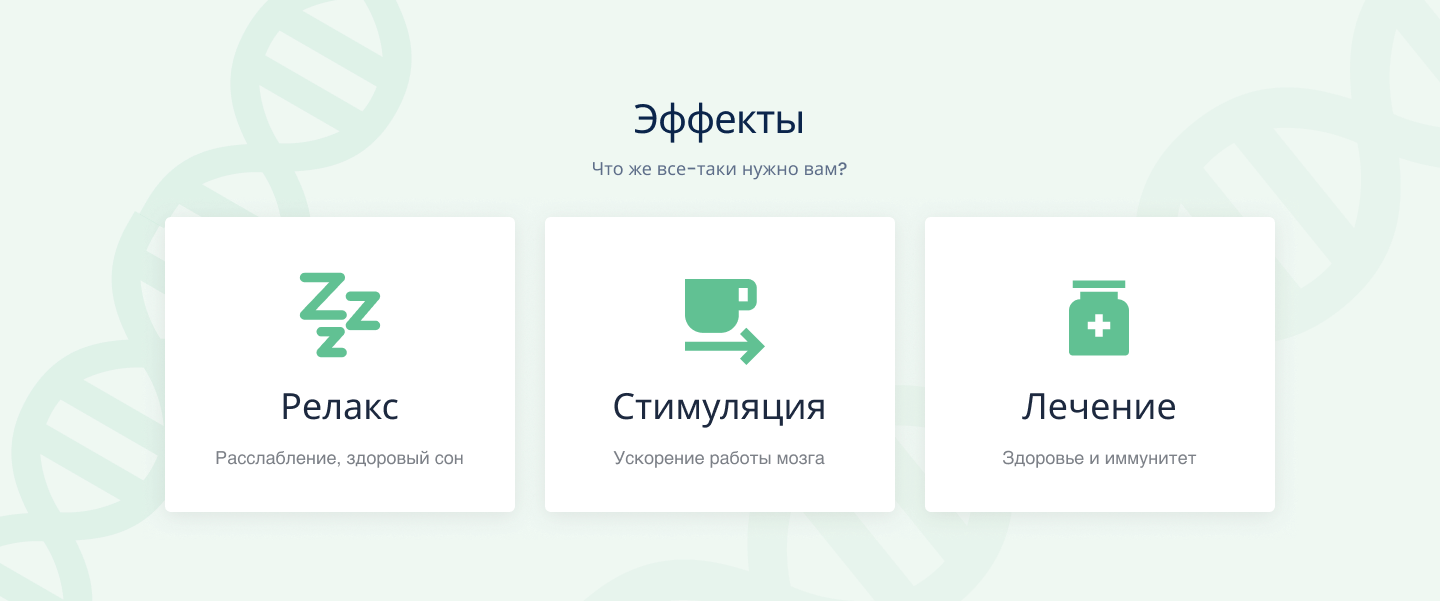 Эффекты
Что же все-таки нужно вам?
Релакс
Расслабление, здоровый сон
Стимуляция
Ускорение работы мозга
Лечение
Здоровье и иммунитет